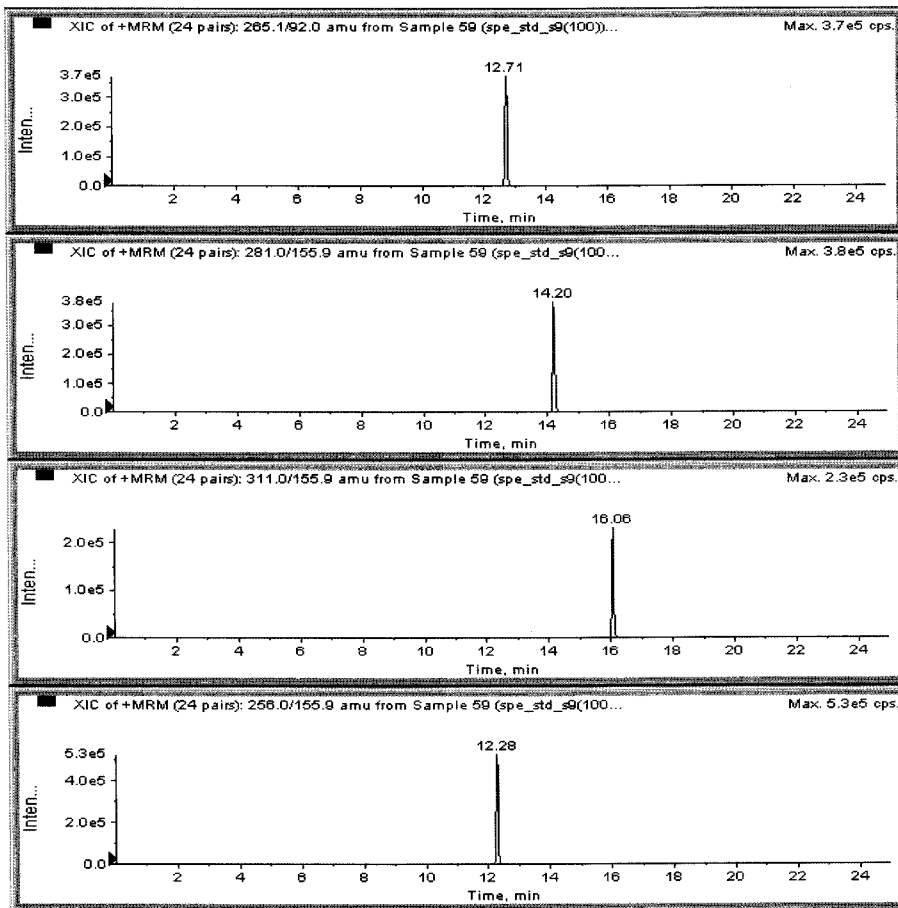 XIC of +MRM (24 pairs): 265.1/92.0 amu from Sample 59 (spe_std_s9(100))... Max. 3.7e5 cps.
12.71
3.7e5
3.0e5
2.0e5
1.0e5
0.0
Inten...
2 4 6 8 10 12 14 16 18 20 22 24
Time, min
XIC of +MRM (24 pairs): 281.0/155.9 amu from Sample 59 (spe_std_s9(100... Max. 3.8e5 cps.
14.20
3.8e5
3.0e5
2.0e5
1.0e5
0.0
Inten...
2 4 6 8 10 12 14 16 18 20 22 24
Time, min
XIC of +MRM (24 pairs): 311.0/155.9 amu from Sample 59 (spe_std_s9(100... Max. 2.3e5 cps.
16.06
2.0e5
1.0e5
0.0
Inten...
2 4 6 8 10 12 14 16 18 20 22 24
Time, min
XIC of +MRM (24 pairs): 256.0/155.9 amu from Sample 59 (spe_std_s9(100... Max. 5.3e5 cps.
12.28
5.3e5
4.0e5
2.0e5
0.0
Inten...
2 4 6 8 10 12 14 16 18 20 22 24
Time, min